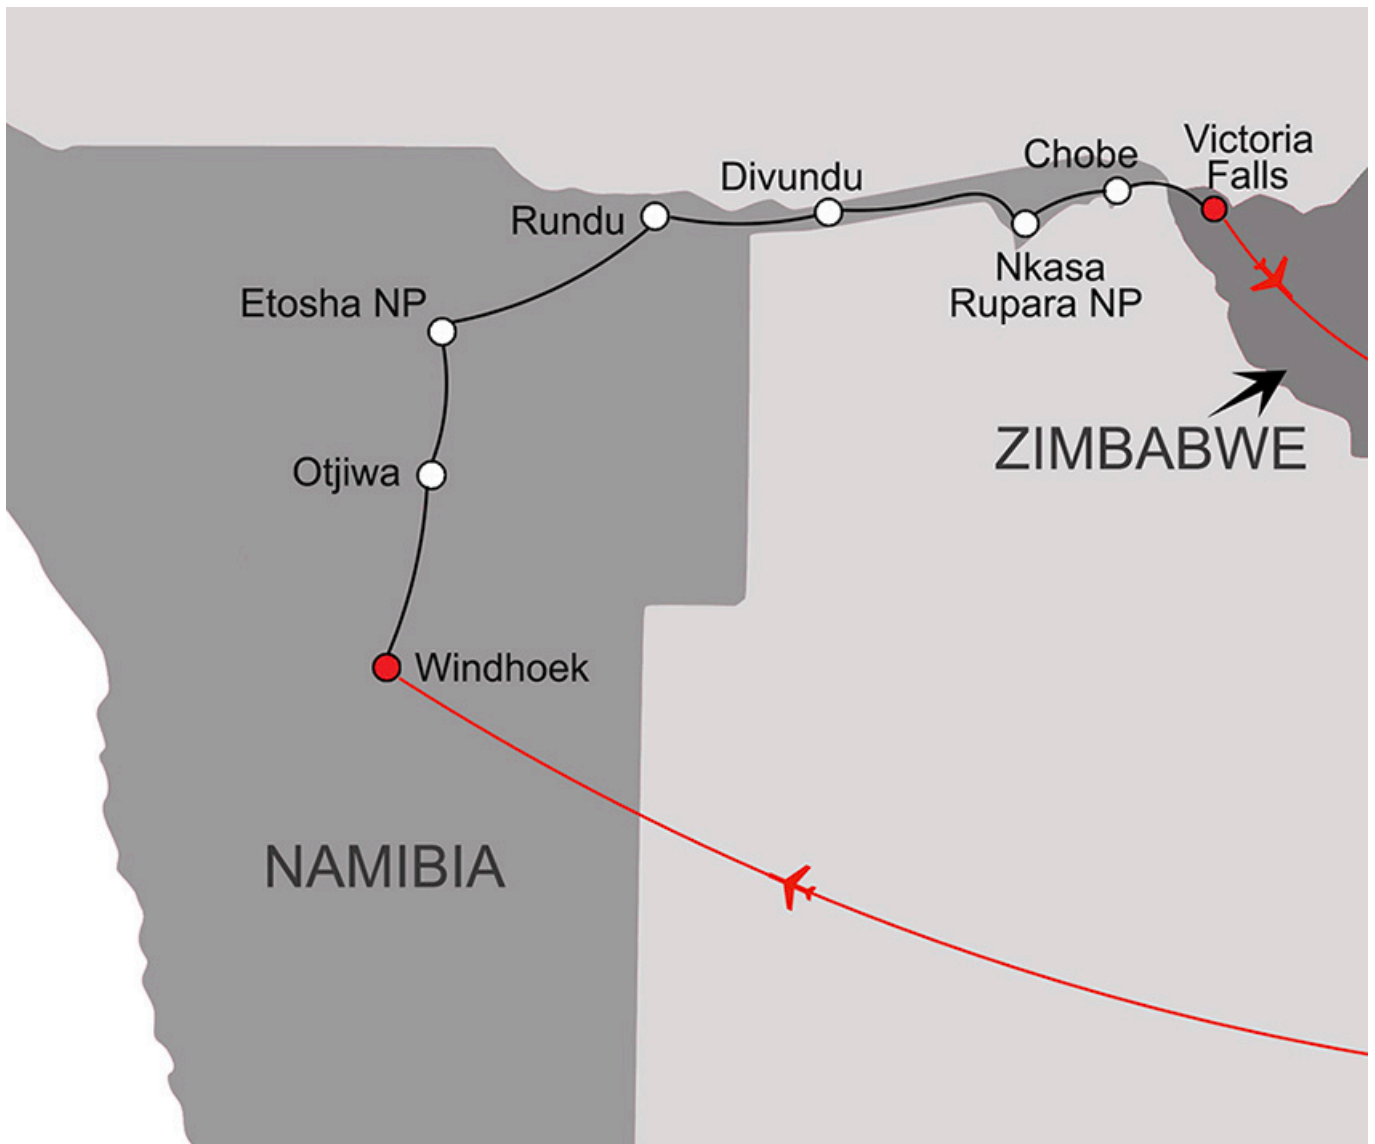 Victoria
Falls
Chobe
Divundu
Rundu
Nkasa
Rupara NP
Etosha NP
ZIMBABWE
Otjiwa
Windhoek
NAMIBIA